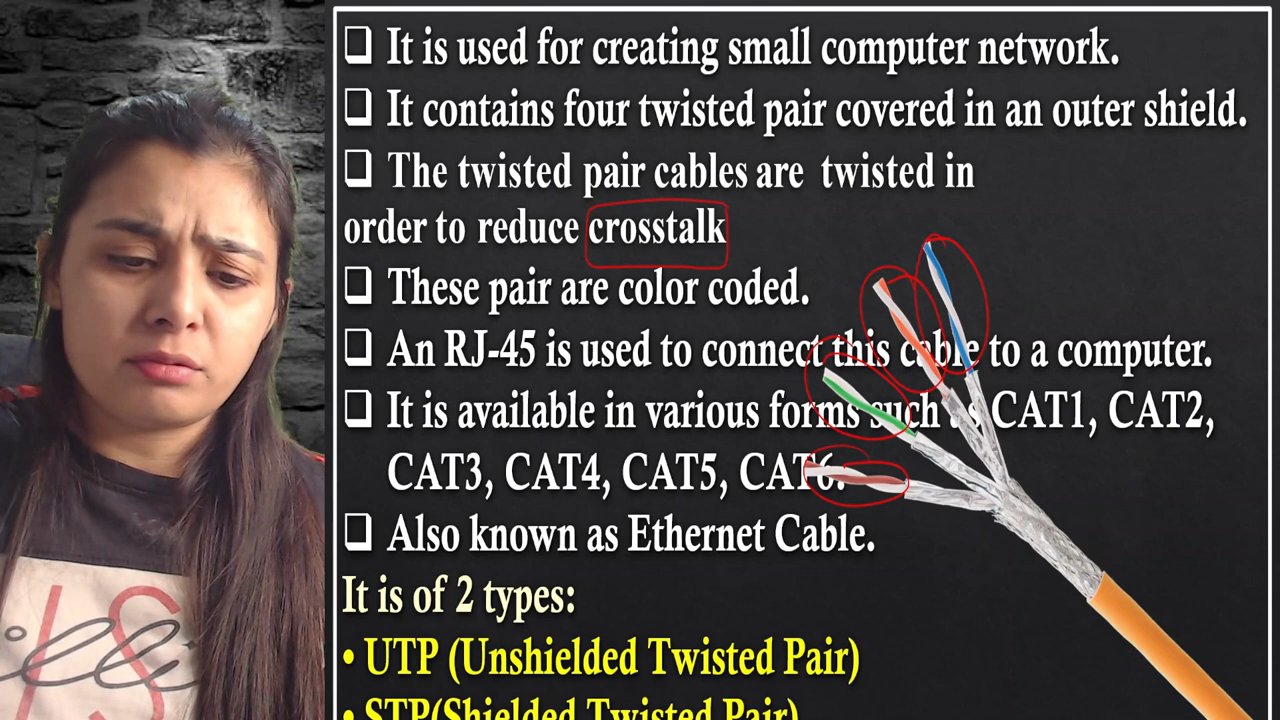 ❑ It is used for creating small computer network.
❑ It contains four twisted pair covered in an outer shield.
❑ The twisted pair cables are twisted in
order to reduce crosstalk
❑ These pair are color coded.
❑ An RJ-45 is used to connect this cable to a computer.
❑ It is available in various forms such as CAT1, CAT2,
CAT3, CAT4, CAT5, CAT6.
❑ Also known as Ethernet Cable.
It is of 2 types:
• UTP (Unshielded Twisted Pair)
• STP(Shielded Twisted Pair)